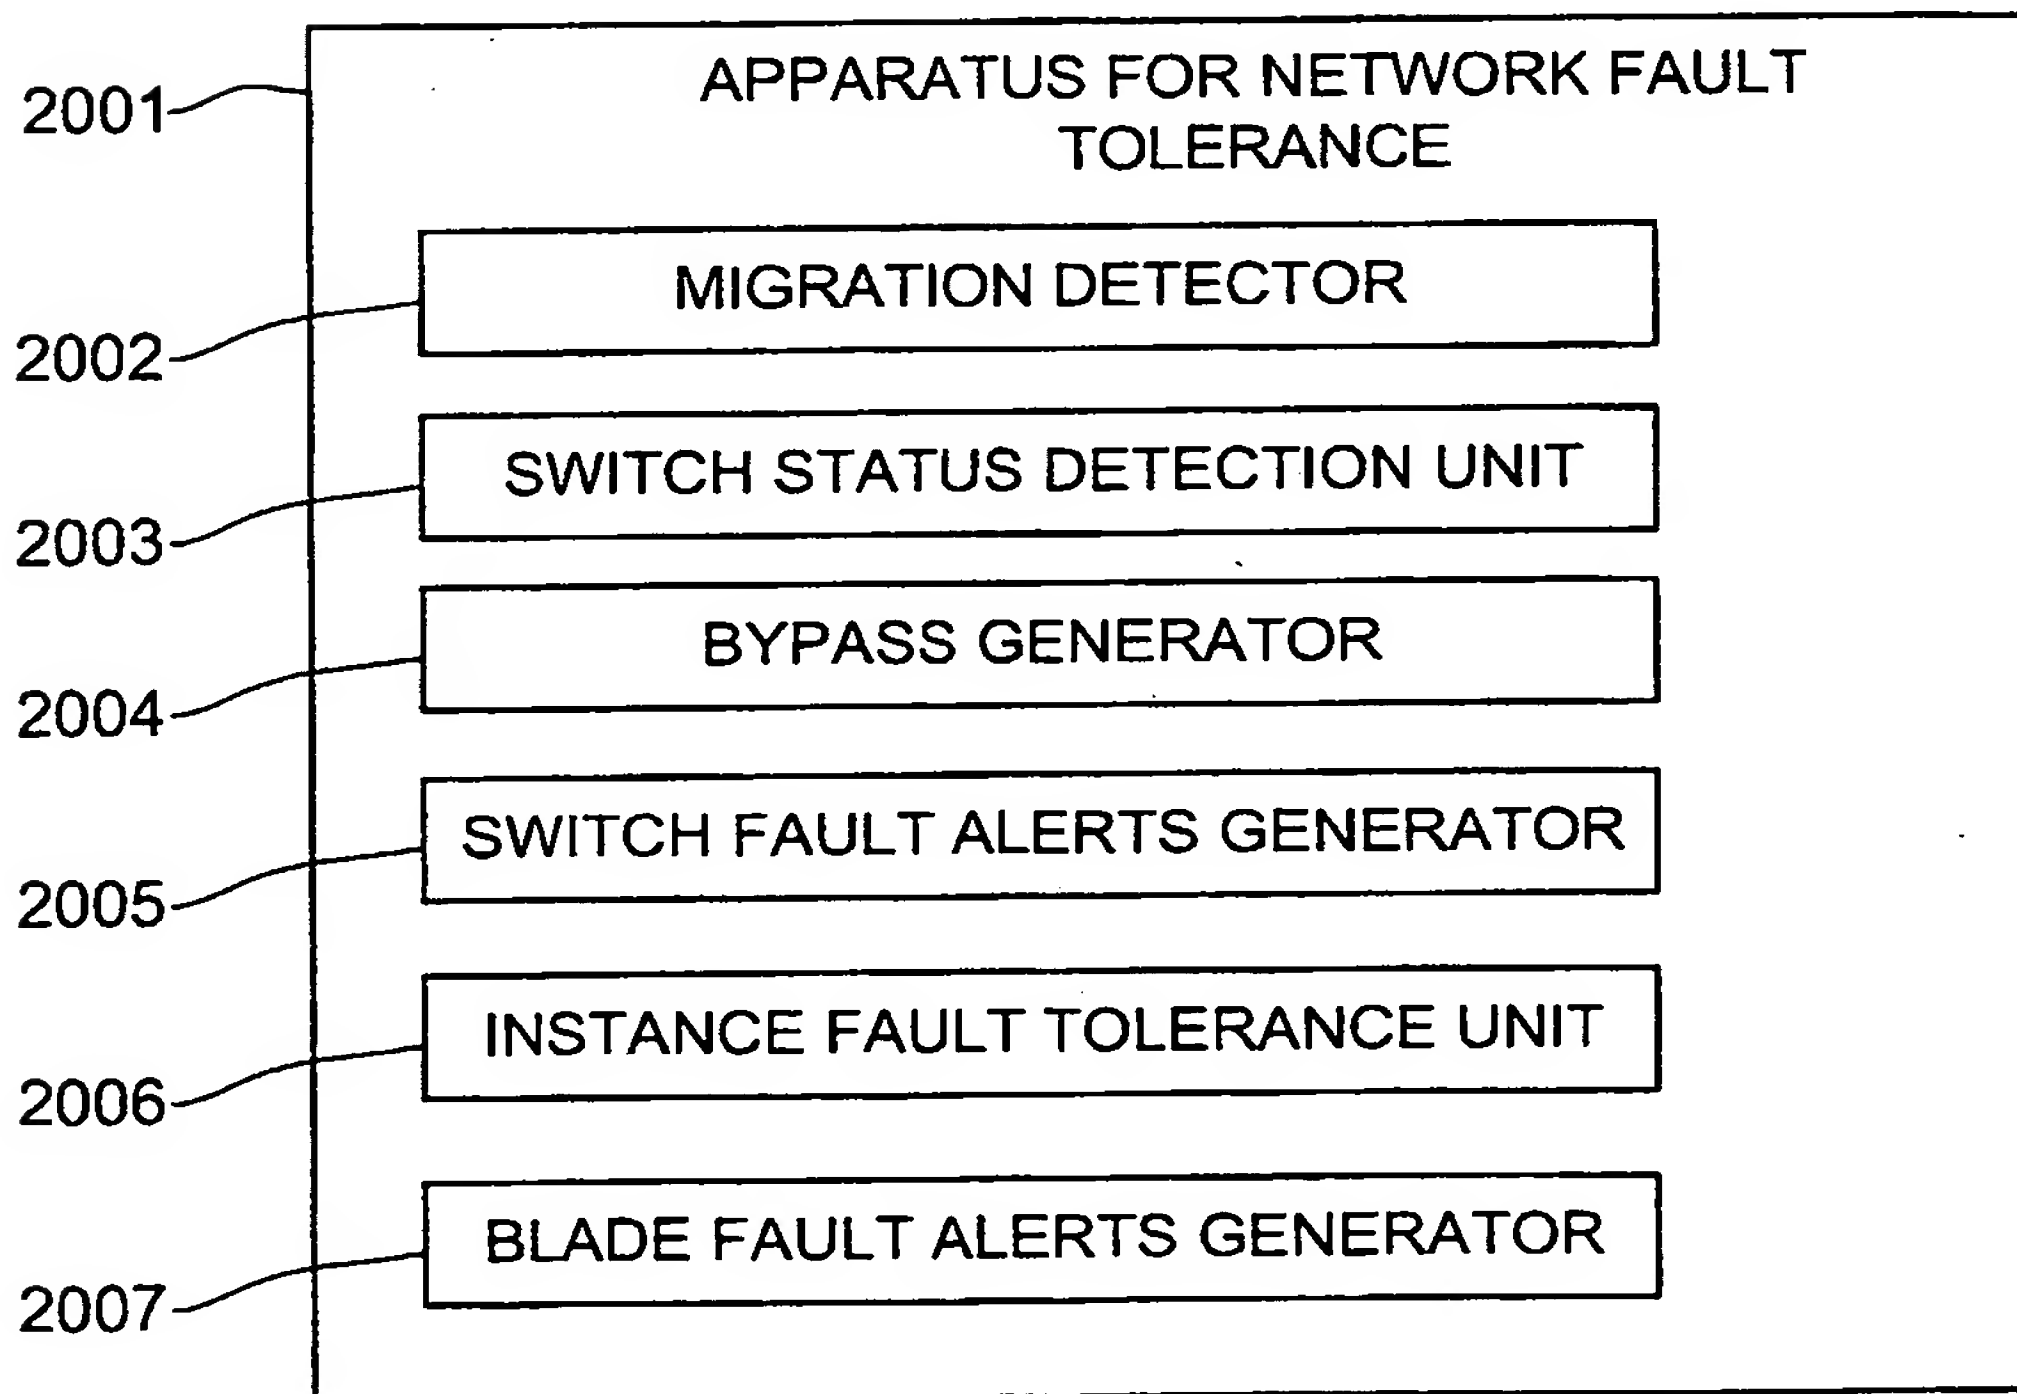 APPARATUS FOR NETWORK FAULT
TOLERANCE
2001
MIGRATION DETECTOR
2002
SWITCH STATUS DETECTION UNIT
2003
BYPASS GENERATOR
2004
SWITCH FAULT ALERTS GENERATOR
2005
INSTANCE FAULT TOLERANCE UNIT
2006
BLADE FAULT ALERTS GENERATOR
2007